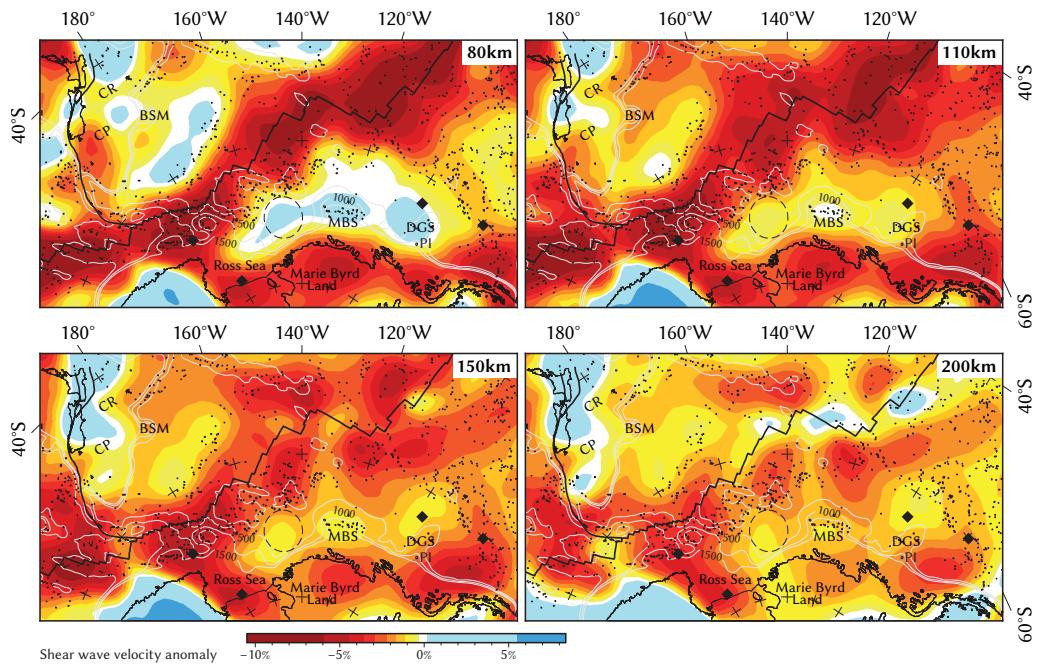 180° 160°W 140°W 120°W 180° 160°W 140°W 120°W
80km 110km
CR CR
40°S 40°S
CP BSM CP BSM
1000 1000
500 MBS DGS 500 MBS DGS
1500 PI 1500 PI
Ross Sea Ross Sea
Marie Byrd Marie Byrd
Land Land
60°S
180° 160°W 140°W 120°W 180° 160°W 140°W 120°W
150km 200km
CR CR
40°S 40°S
CP BSM CP BSM
1000 1000
500 MBS DGS 500 MBS DGS
1500 PI 1500 PI
Ross Sea Ross Sea
Marie Byrd Marie Byrd
Land Land
60°S
Shear wave velocity anomaly −10% −5% 0% 5%